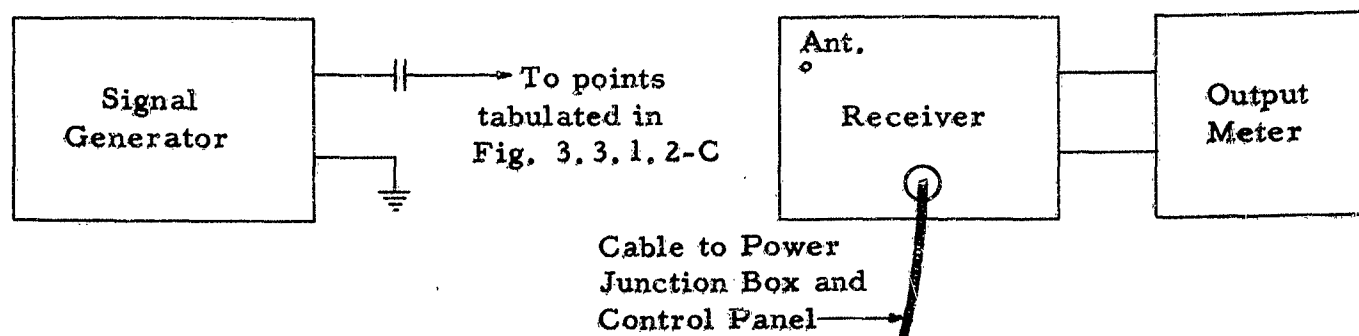 Signal
Generator
To points
tabulated in
Fig. 3.3.1.2-C
Ant.
Receiver
Output
Meter
Cable to Power
Junction Box and
Control Panel